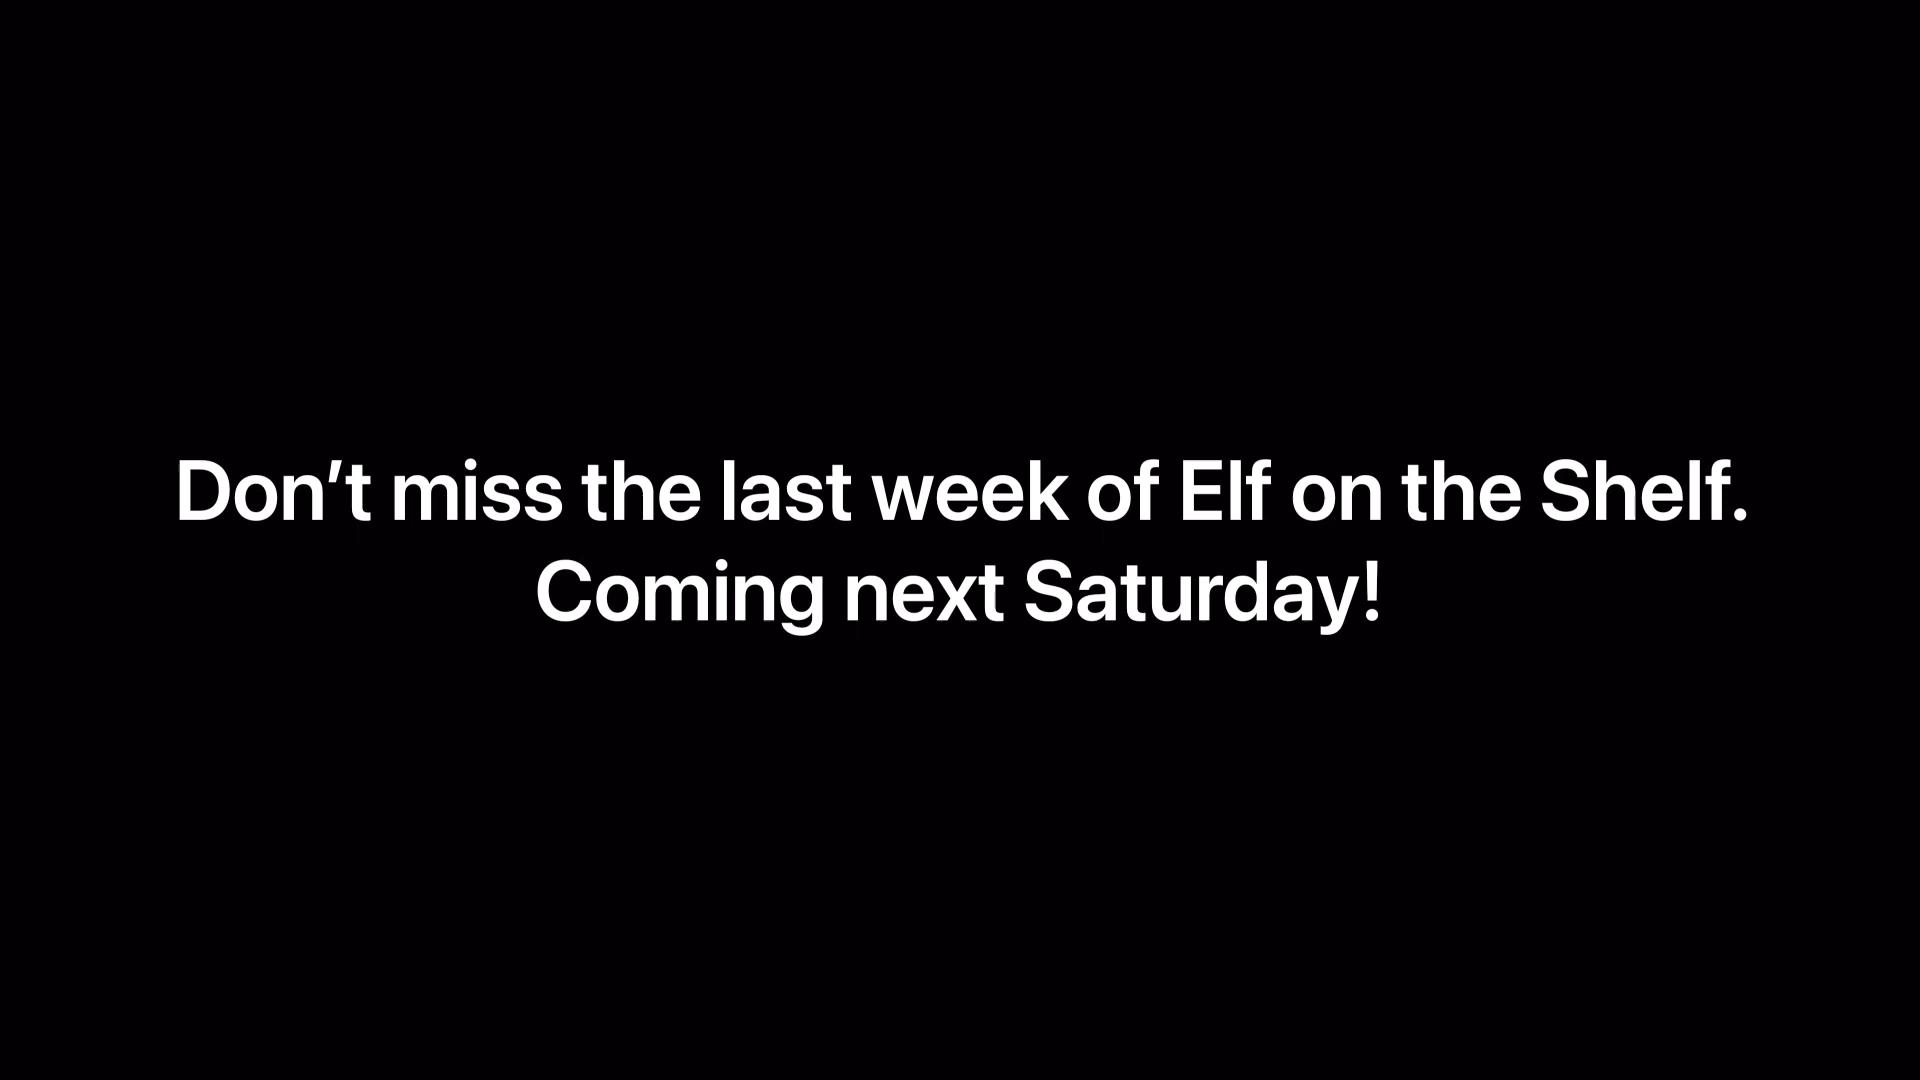 Don’t miss the last week of Elf on the Shelf.
Coming next Saturday!